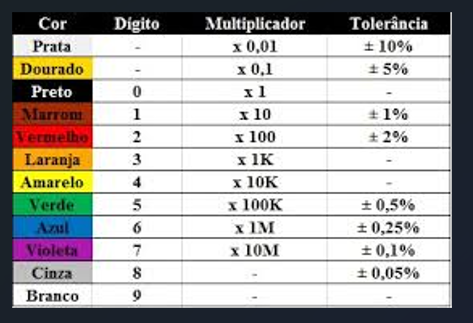 Cor Dígito Multiplicador Tolerância
Prata - x 0,01 ± 10%
Dourado - x 0,1 ± 5%
Preto 0 x 1 -
Marrom 1 x 10 ± 1%
Vermelho 2 x 100 ± 2%
Laranja 3 x 1K -
Amarelo 4 x 10K -
Verde 5 x 100K ± 0,5%
Azul 6 x 1M ± 0,25%
Violeta 7 x 10M ± 0,1%
Cinza 8 - ± 0,05%
Branco 9 - -